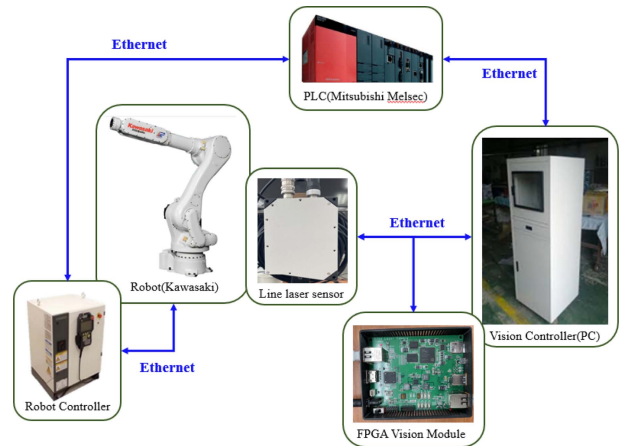 Ethernet
PLC(Mitsubishi Melsec)
Ethernet
Kawasaki
Robot(Kawasaki)
Line laser sensor
Ethernet
Vision Controller(PC)
Robot Controller
Ethernet
FPGA Vision Module